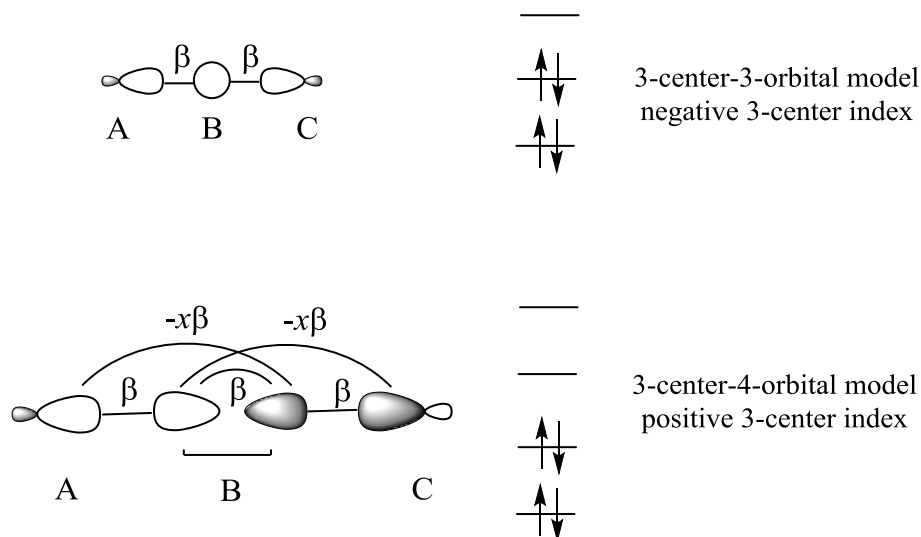 β β
A B C
3-center-3-orbital model
negative 3-center index
-xβ -xβ
β β β
A B C
3-center-4-orbital model
positive 3-center index